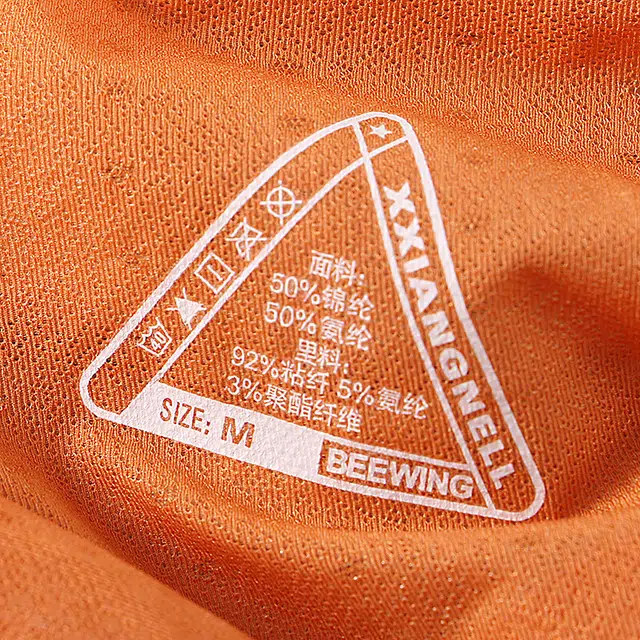 XXIANGNELL
面料:
50%锦纶
50%氨纶
里料:
92%粘纤 5%氨纶
3%聚酯纤维
40
SIZE: M
BEEWING